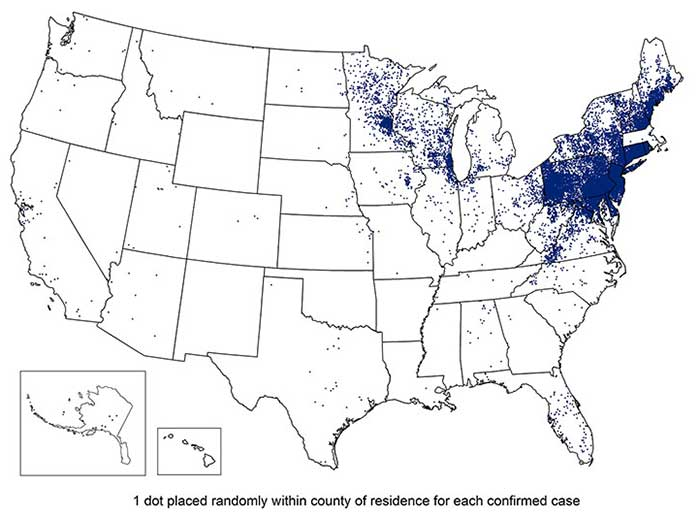 1 dot placed randomly within county of residence for each confirmed case